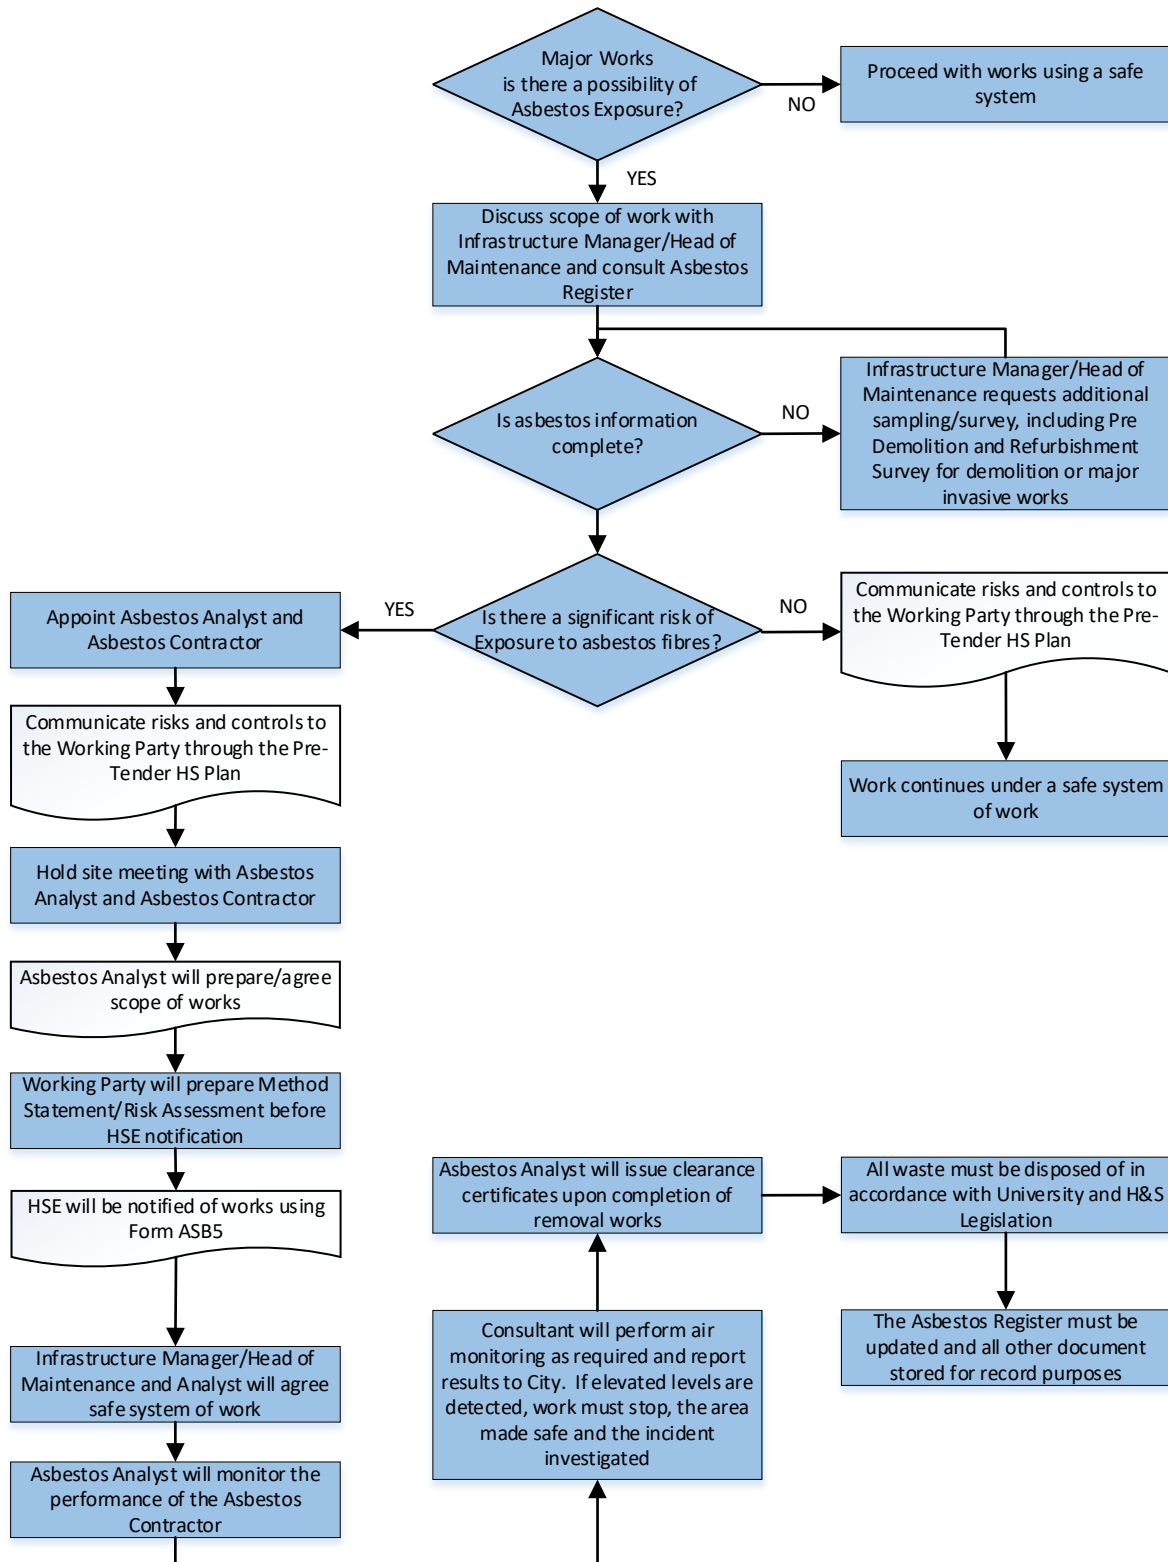 Major Works
is there a possibility of
Asbestos Exposure?
NO
Proceed with works using a safe
system
YES
Discuss scope of work with
Infrastructure Manager/Head of
Maintenance and consult Asbestos
Register
Is asbestos information
complete?
NO
Infrastructure Manager/Head of
Maintenance requests additional
sampling/survey, including Pre
Demolition and Refurbishment
Survey for demolition or major
invasive works
Is there a significant risk of
Exposure to asbestos fibres?
YES
NO
Communicate risks and controls to
the Working Party through the Pre-
Tender HS Plan
Work continues under a safe system
of work
Appoint Asbestos Analyst and
Asbestos Contractor
Communicate risks and controls to
the Working Party through the Pre-
Tender HS Plan
Hold site meeting with Asbestos
Analyst and Asbestos Contractor
Asbestos Analyst will prepare/agree
scope of works
Working Party will prepare Method
Statement/Risk Assessment before
HSE notification
HSE will be notified of works using
Form ASB5
Infrastructure Manager/Head of
Maintenance and Analyst will agree
safe system of work
Asbestos Analyst will monitor the
performance of the Asbestos
Contractor
Consultant will perform air
monitoring as required and report
results to City. If elevated levels are
detected, work must stop, the area
made safe and the incident
investigated
Asbestos Analyst will issue clearance
certificates upon completion of
removal works
All waste must be disposed of in
accordance with University and H&S
Legislation
The Asbestos Register must be
updated and all other document
stored for record purposes